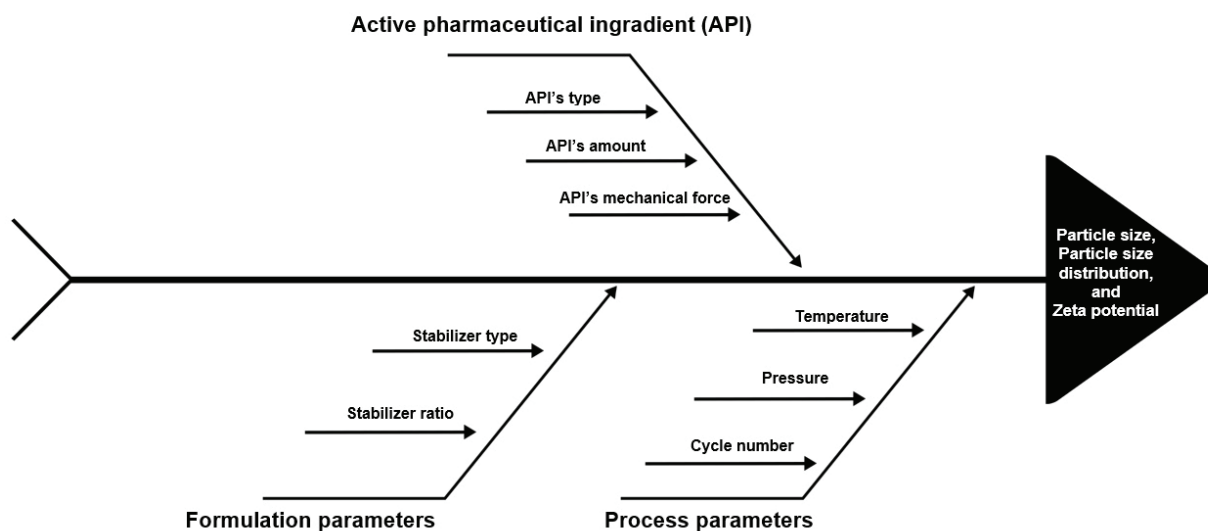 Active pharmaceutical ingradient (API)
API's type
API's amount
API's mechanical force
Particle size,
Particle size
distribution,
and
Zeta potential
Stabilizer type
Stabilizer ratio
Formulation parameters
Temperature
Pressure
Cycle number
Process parameters